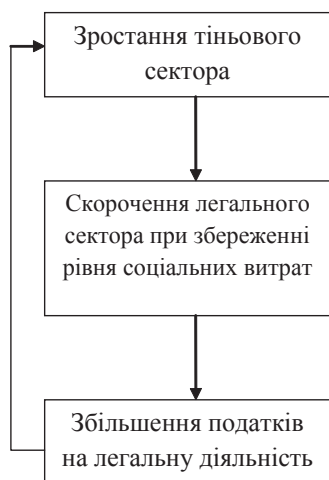 Зростання тіньового
сектора
Скорочення легального
сектора при збереженні
рівня соціальних витрат
Збільшення податків
на легальну діяльність